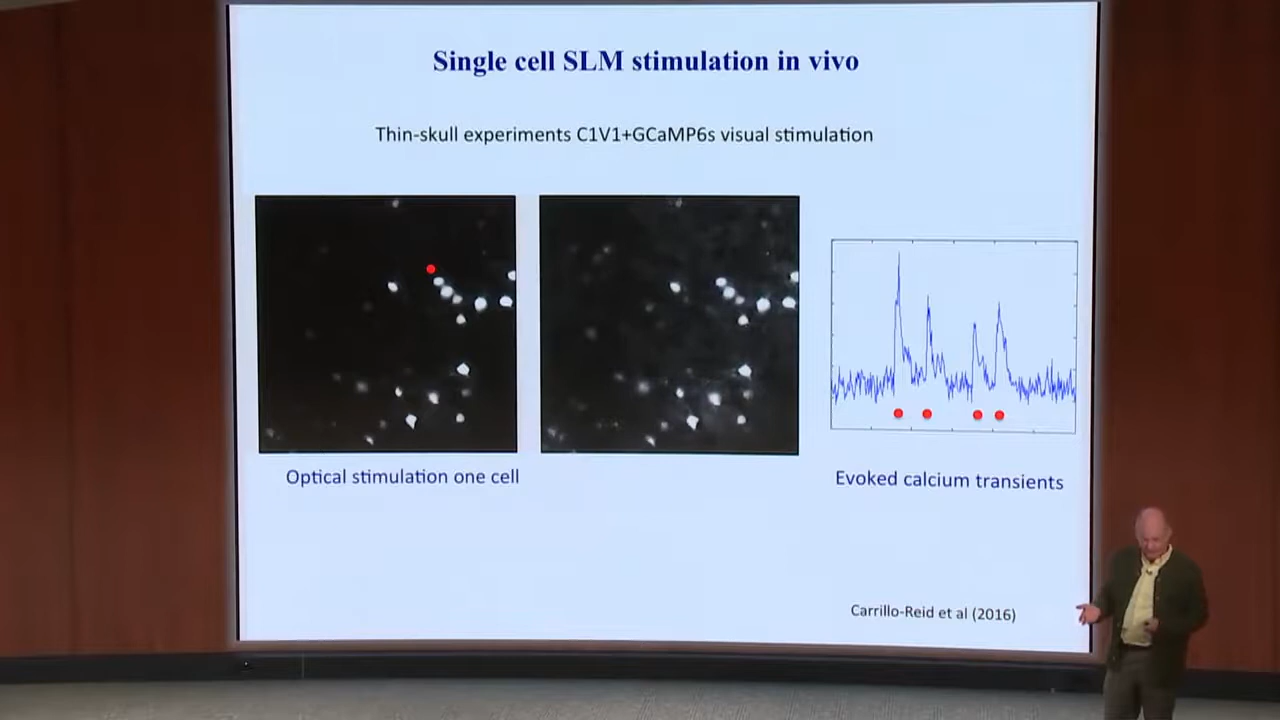 Single cell SLM stimulation in vivo
Thin-skull experiments C1V1+GCaMP6s visual stimulation
Optical stimulation one cell
Evoked calcium transients
Carrillo-Reid et al (2016)